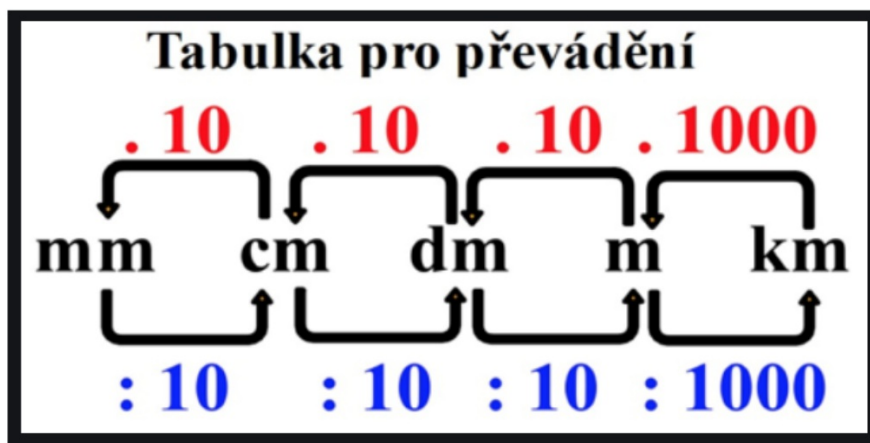 Tabulka pro převádění
. 10 . 10 . 10 . 1000
mm cm dm m km
: 10 : 10 : 10 : 1000